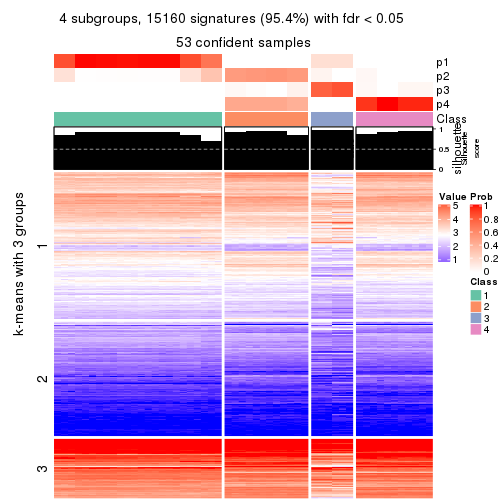 4 subgroups, 15160 signatures (95.4%) with fdr < 0.05
53 confident samples
p1
p2
p3
p4
Class
1
0.5
0
silhouette
Silhouette
score
k-means with 3 groups
1
2
3
Value
5
4
3
2
1
Prob
1
0.8
0.6
0.4
0.2
0
Class
1
2
3
4